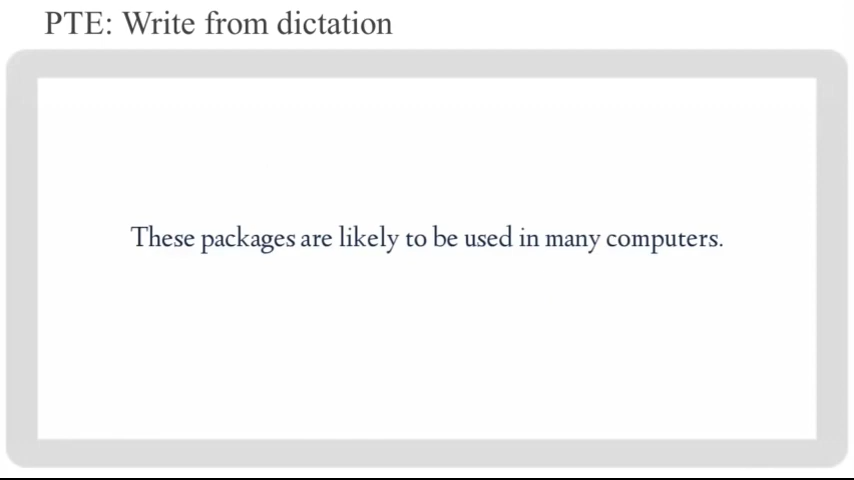 PTE: Write from dictation
These packages are likely to be used in many computers.